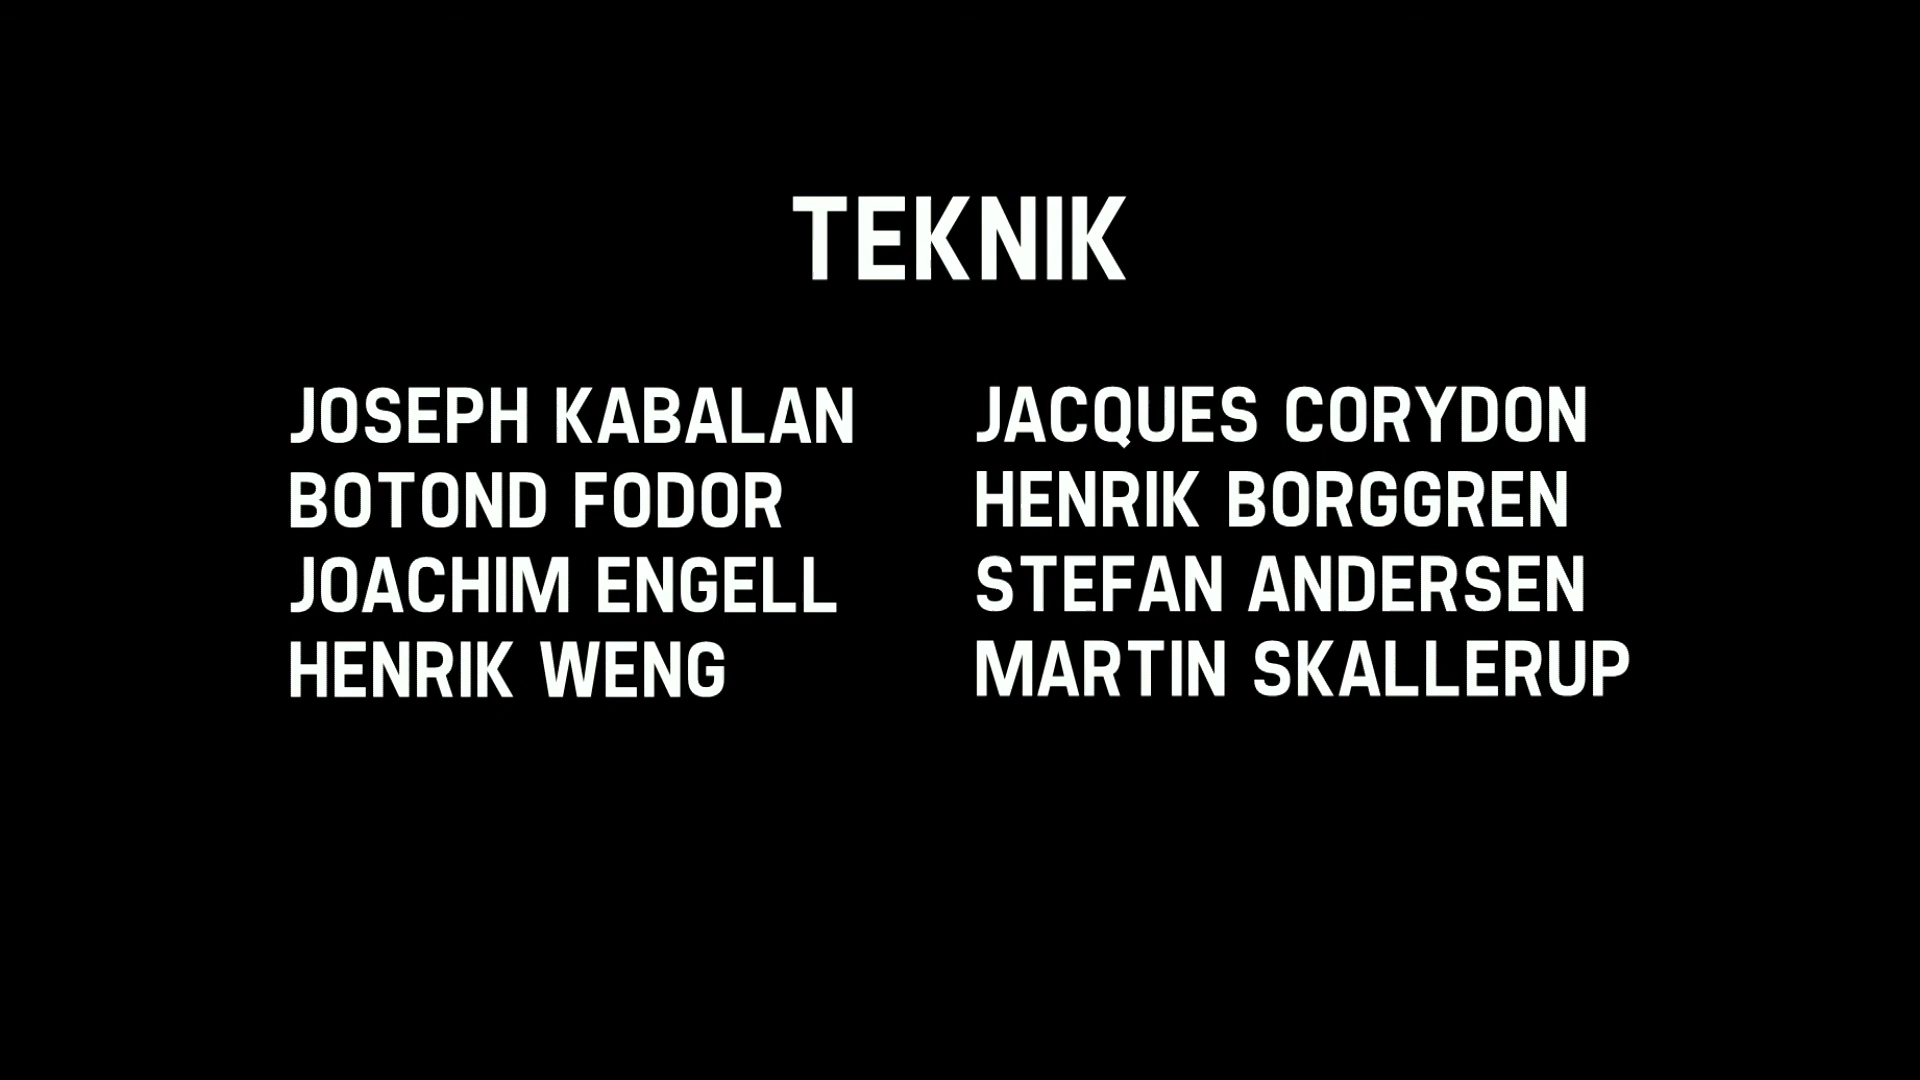 TEKNIK
JOSEPH KABALAN
BOTOND FODOR
JOACHIM ENGELL
HENRIK WENG
JACQUES CORYDON
HENRIK BORGGREN
STEFAN ANDERSEN
MARTIN SKALLERUP